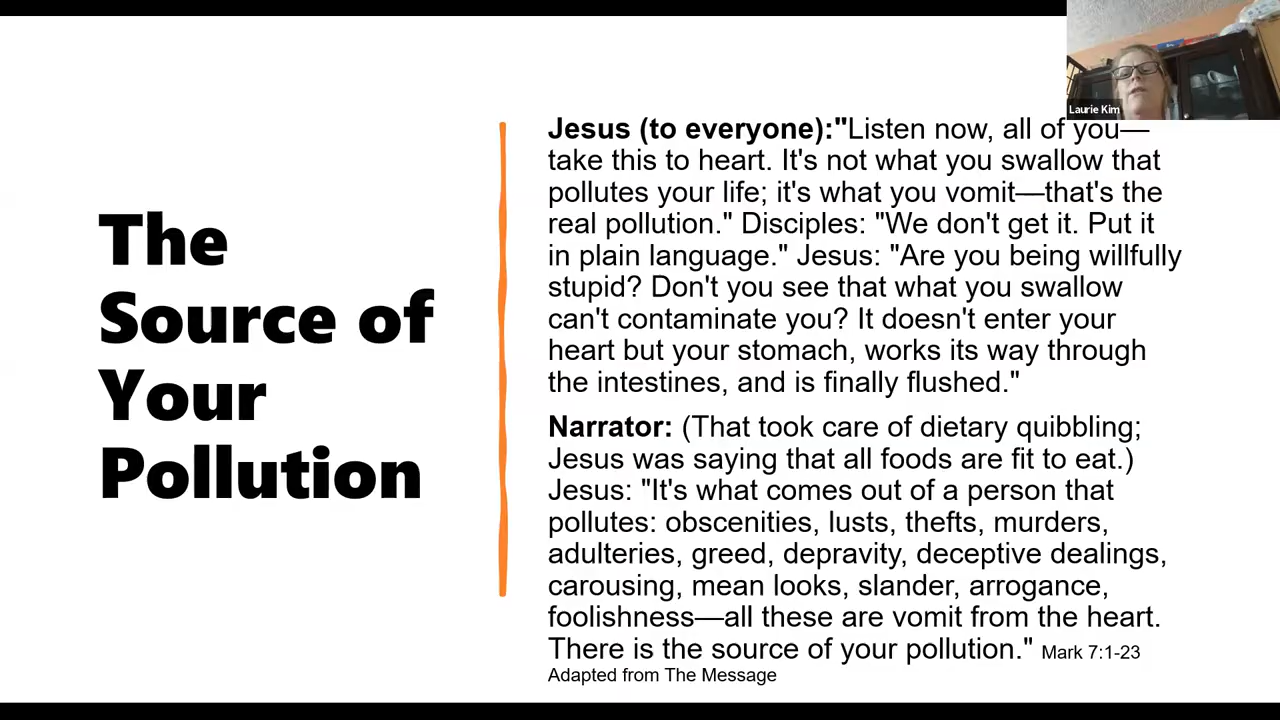 The
Source of
Your
Pollution
Laurie Kim
Jesus (to everyone):"Listen now, all of you—
take this to heart. It's not what you swallow that
pollutes your life; it's what you vomit—that's the
real pollution." Disciples: "We don't get it. Put it
in plain language." Jesus: "Are you being willfully
stupid? Don't you see that what you swallow
can't contaminate you? It doesn't enter your
heart but your stomach, works its way through
the intestines, and is finally flushed."
Narrator: (That took care of dietary quibbling;
Jesus was saying that all foods are fit to eat.)
Jesus: "It's what comes out of a person that
pollutes: obscenities, lusts, thefts, murders,
adulteries, greed, depravity, deceptive dealings,
carousing, mean looks, slander, arrogance,
foolishness—all these are vomit from the heart.
There is the source of your pollution." Mark 7:1-23
Adapted from The Message